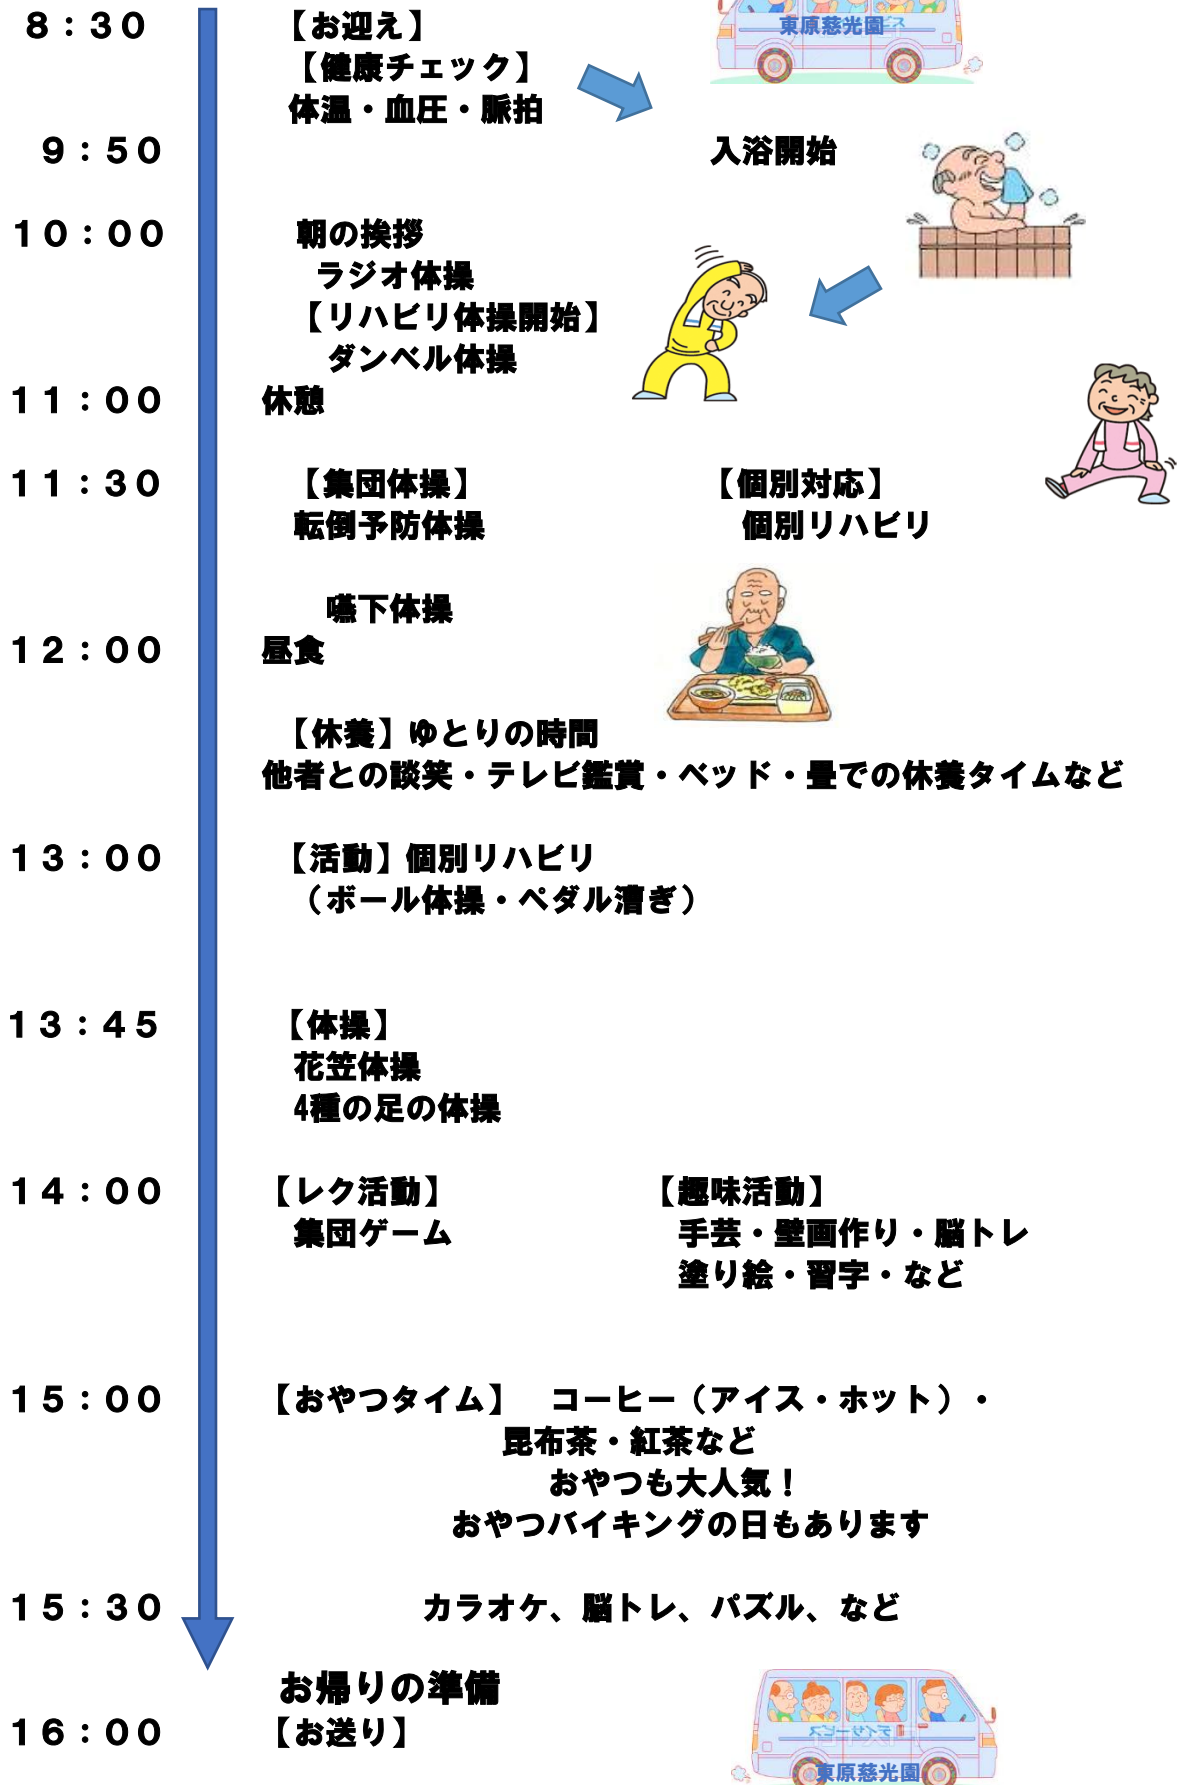 8：30 【お迎え】 東原慈光園
【健康チェック】
体温・血圧・脈拍
9：50 入浴開始
10：00 朝の挨拶
ラジオ体操
【リハビリ体操開始】
ダンベル体操
11：00 休憩
11：30 【集団体操】 【個別対応】
転倒予防体操 個別リハビリ
嚥下体操
12：00 昼食
【休養】ゆとりの時間
他者との談笑・テレビ鑑賞・ベッド・畳での休養タイムなど
13：00 【活動】個別リハビリ
（ボール体操・ペダル漕ぎ）
13：45 【体操】
花笠体操
4種の足の体操
14：00 【レク活動】 【趣味活動】
集団ゲーム 手芸・壁画作り・脳トレ
塗り絵・習字・など
15：00 【おやつタイム】 コーヒー（アイス・ホット）・
昆布茶・紅茶など
おやつも大人気！
おやつバイキングの日もあります
15：30 カラオケ、脳トレ、パズル、など
お帰りの準備
16：00 【お送り】
デイサービス
東原慈光園